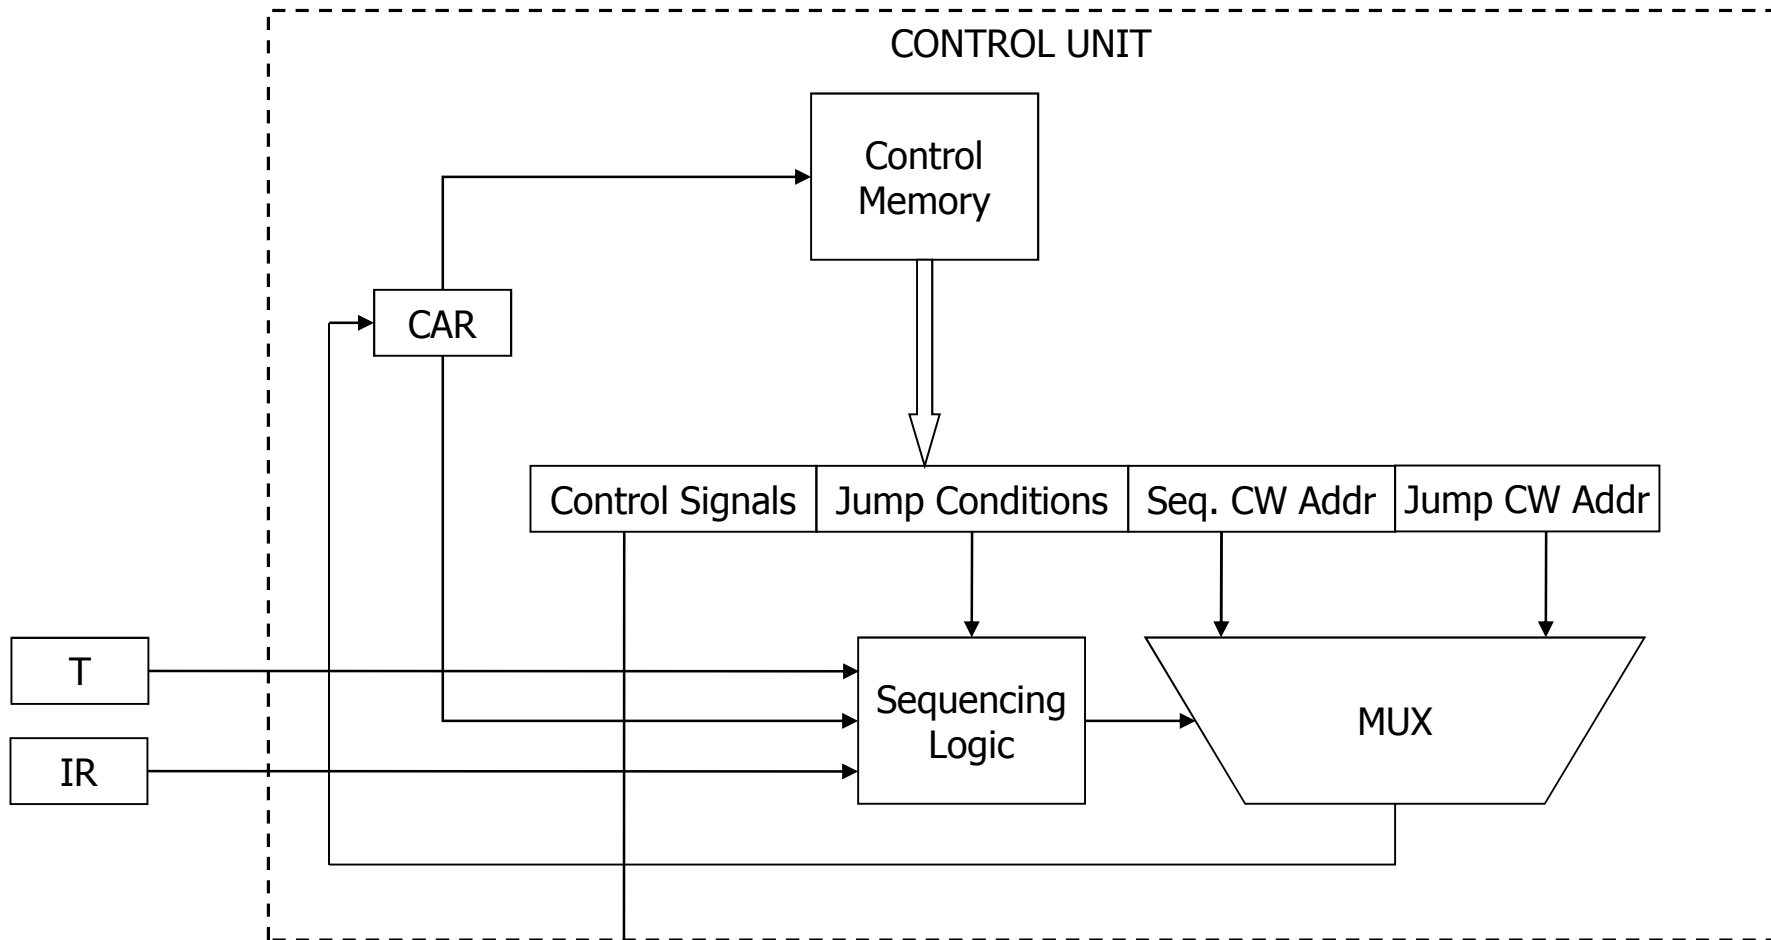 CONTROL UNIT
Control
Memory
CAR
Control Signals
Jump Conditions
Seq. CW Addr
Jump CW Addr
T
Sequencing
Logic
MUX
IR